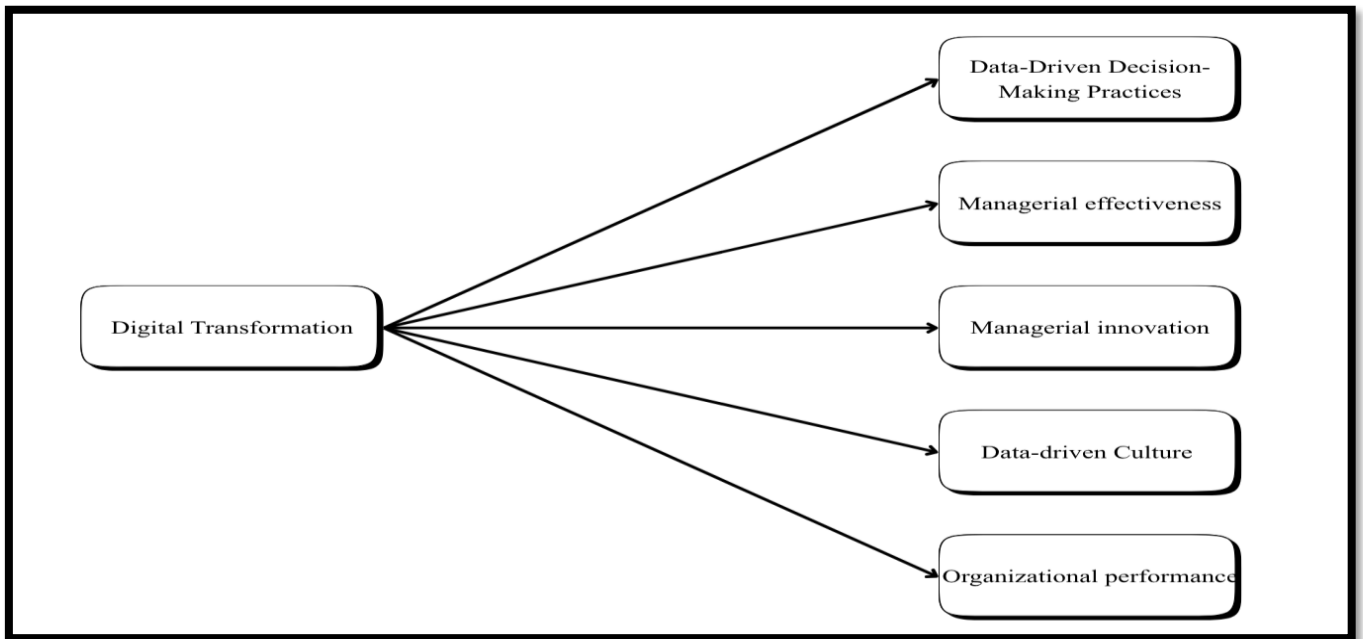 Data-Driven Decision-
Making Practices
Managerial effectiveness
Digital Transformation
Managerial innovation
Data-driven Culture
Organizational performance